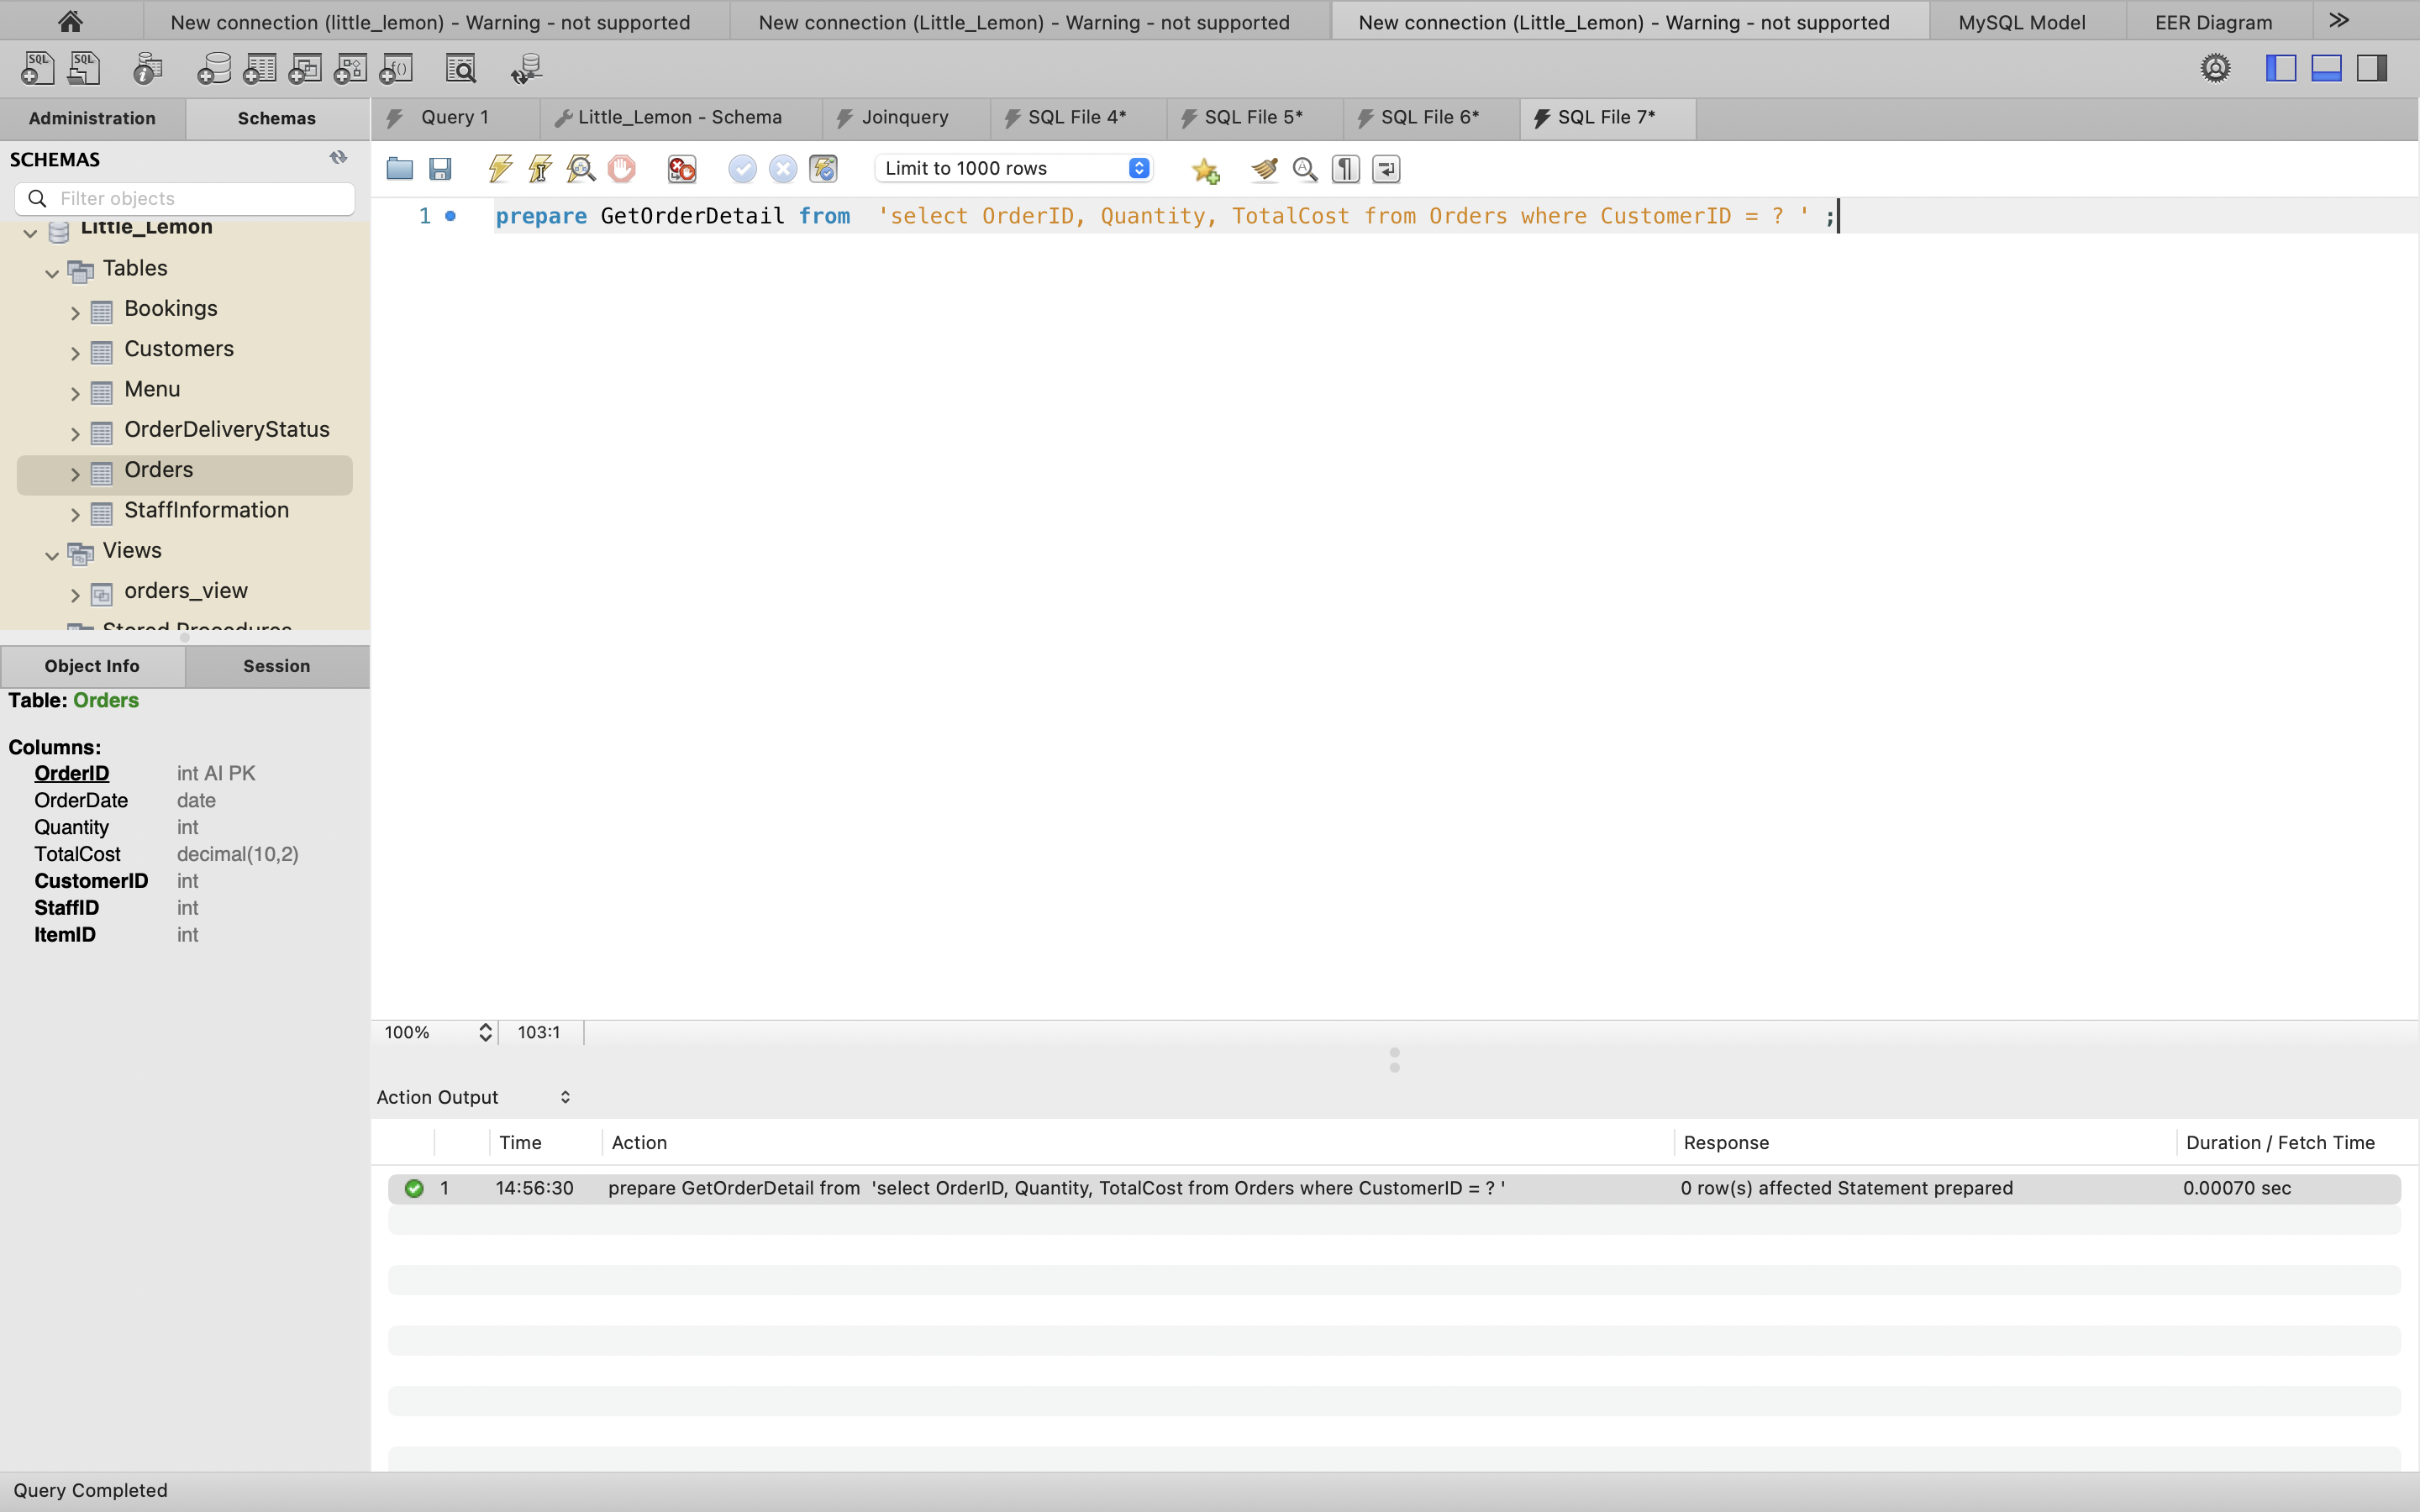 New connection (little_lemon) - Warning - not supported
New connection (Little_Lemon) - Warning - not supported
New connection (Little_Lemon) - Warning - not supported
MySQL Model
EER Diagram
SQL
SQL
Administration
Schemas
Query 1
Little_Lemon - Schema
Joinquery
SQL File 4*
SQL File 5*
SQL File 6*
SQL File 7*
SCHEMAS
Filter objects
Limit to 1000 rows
1
prepare GetOrderDetail from  'select OrderID, Quantity, TotalCost from Orders where CustomerID = ? ' ;
Little_Lemon
Tables
Bookings
Customers
Menu
OrderDeliveryStatus
Orders
StaffInformation
Views
orders_view
Stored Procedures
Object Info
Session
Table: Orders
Columns:
OrderID int AI PK
OrderDate date
Quantity int
TotalCost decimal(10,2)
CustomerID int
StaffID int
ItemID int
100%
103:1
Action Output
Time Action Response Duration / Fetch Time
1 14:56:30 prepare GetOrderDetail from  'select OrderID, Quantity, TotalCost from Orders where CustomerID = ? ' 0 row(s) affected Statement prepared 0.00070 sec
Query Completed